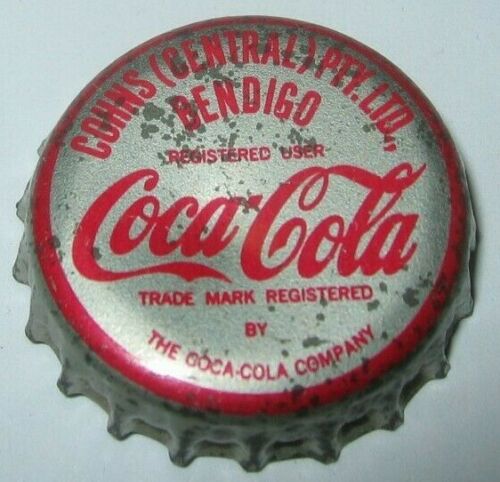 COHNS (CENTRAL) PTY. LTD.,
BENDIGO
REGISTERED USER
Coca-Cola
TRADE MARK REGISTERED
BY
THE COCA-COLA COMPANY